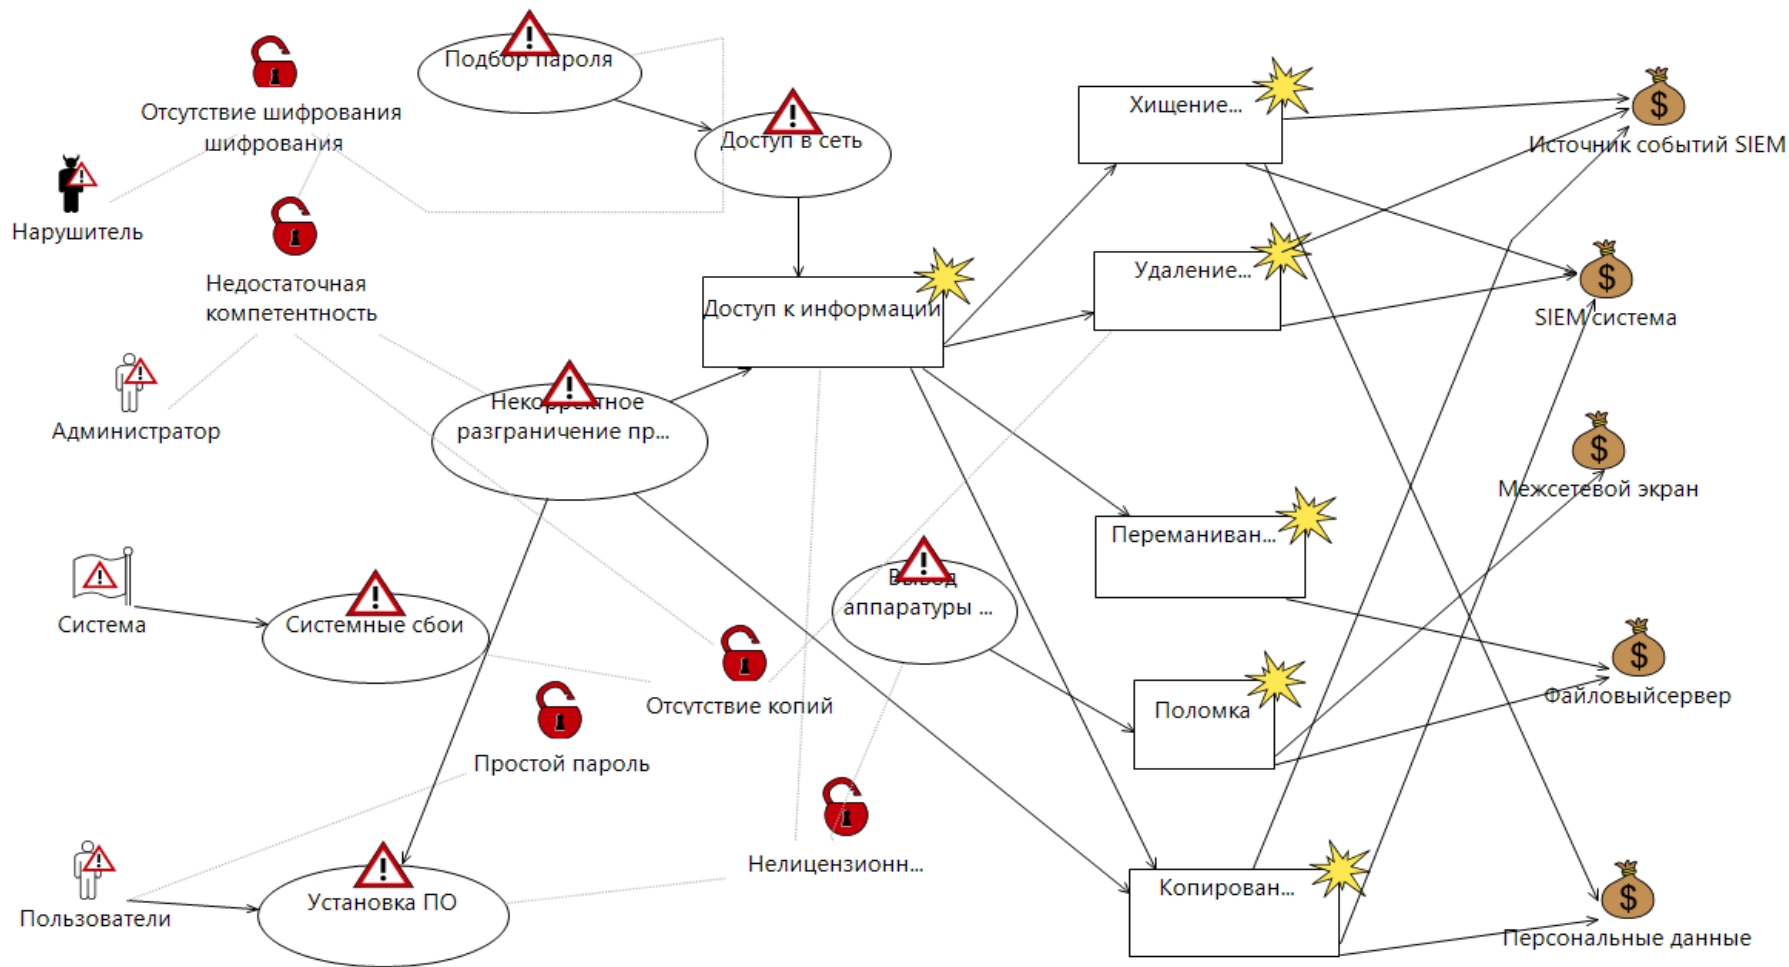 Подбор пароля
Отсутствие шифрования
шифрования
Доступ в сеть
Хищение...
$
Источник событий SIEM
Нарушитель
Недостаточная
компетентность
Доступ к информации
Удаление...
$
SIEM система
Администратор
Некорректное
разграничение пр...
$
Межсетевой экран
Переманиван...
Вывод
аппаратуры ...
Система
Системные сбои
Отсутствие копий
Поломка
$
Файловыйсервер
Простой пароль
Нелицензионн...
Пользователи
Установка ПО
Копирован...
$
Персональные данные